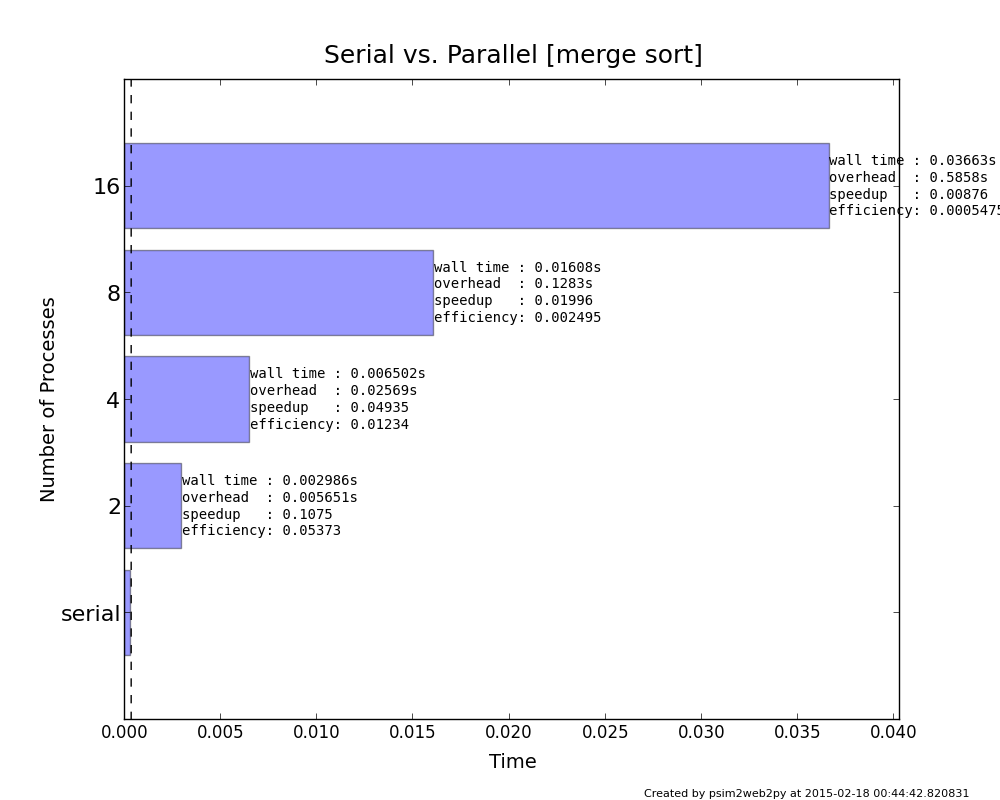 Serial vs. Parallel [merge sort]
Number of Processes
16
wall time : 0.03663s
overhead  : 0.5858s
speedup   : 0.00876
efficiency: 0.0005475
8
wall time : 0.01608s
overhead  : 0.1283s
speedup   : 0.01996
efficiency: 0.002495
4
wall time : 0.006502s
overhead  : 0.02569s
speedup   : 0.04935
efficiency: 0.01234
2
wall time : 0.002986s
overhead  : 0.005651s
speedup   : 0.1075
efficiency: 0.05373
serial
0.000 0.005 0.010 0.015 0.020 0.025 0.030 0.035 0.040
Time
Created by psim2web2py at 2015-02-18 00:44:42.820831